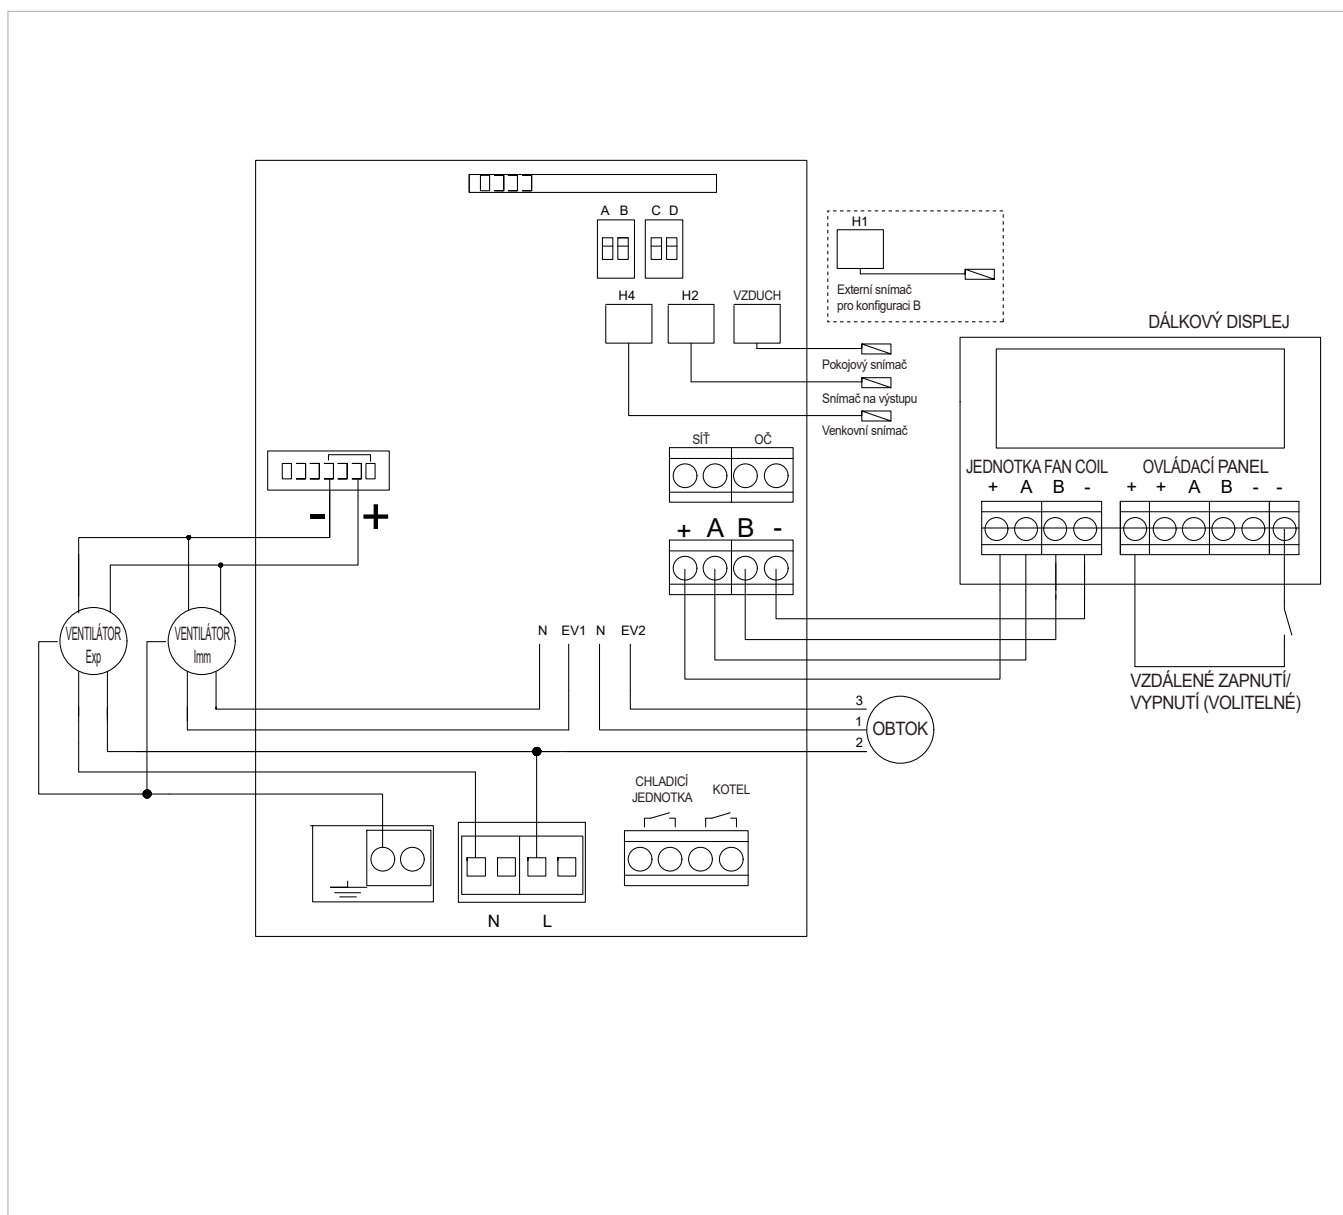 A B C D
H1
Externí snímač
pro konfiguraci B
H4 H2 VZDUCH
DÁLKOVÝ DISPLEJ
Pokojový snímač
Snímač na výstupu
Venkovní snímač
SÍŤ OČ
JEDNOTKA FAN COIL OVLÁDACÍ PANEL
+ A B - + + A B - -
- +
+ A B -
VENTILÁTOR
Exp
VENTILÁTOR
Imm
N EV1 N EV2
VZDÁLENÉ ZAPNUTÍ/
VYPNUTÍ (VOLITELNÉ)
3
1
2
OBTOK
CHLADICÍ
JEDNOTKA
KOTEL
N L